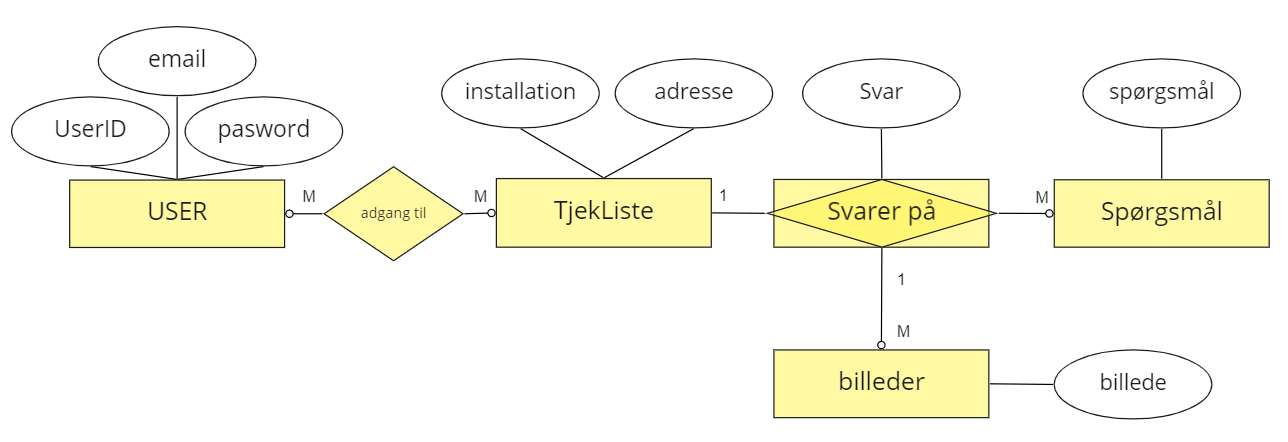 email
UserID
pasword
installation
adresse
Svar
spørgsmål
USER
M
adgang til
M
TjekListe
1
Svarer på
M
Spørgsmål
1
M
billeder
billede